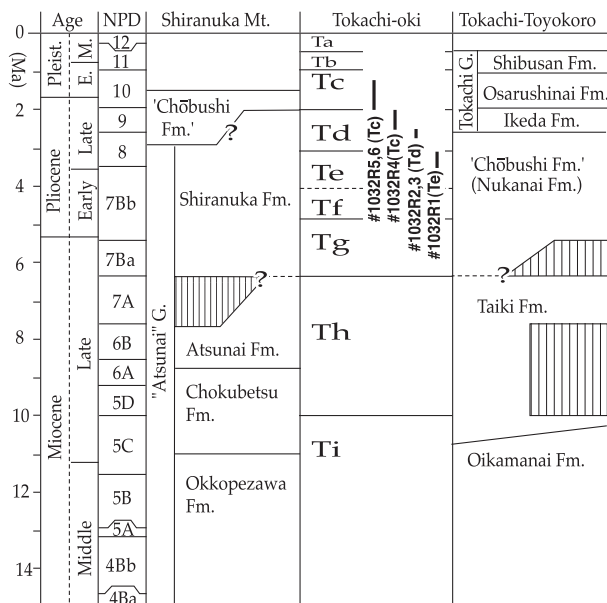 Age
NPD
Shiranuka Mt.
Tokachi-oki
Tokachi-Toyokoro
(Ma)
0
2
4
6
8
10
12
14
Pleist.
E. M.
Pliocene
Late
Early
Miocene
Late
Middle
12
11
10
9
8
7Bb
7Ba
7A
6B
6A
5D
5C
5B
5A
4Bb
4Ba
'Chōbushi
Fm.'
?
Shiranuka Fm.
"Atsunai" G.
?
Atsunai Fm.
Chokubetsu
Fm.
Okkopezawa
Fm.
Ta
Tb
Tc
Td
Te
Tf
Tg
Th
Ti
#1032R5,6 (Tc)
#1032R4(Tc)
#1032R2,3 (Td)
#1032R1(Te)
Tokachi G.
Shibusan Fm.
Osarushinai Fm.
Ikeda Fm.
'Chōbushi Fm.'
(Nukanai Fm.)
?
Taiki Fm.
Oikamanai Fm.